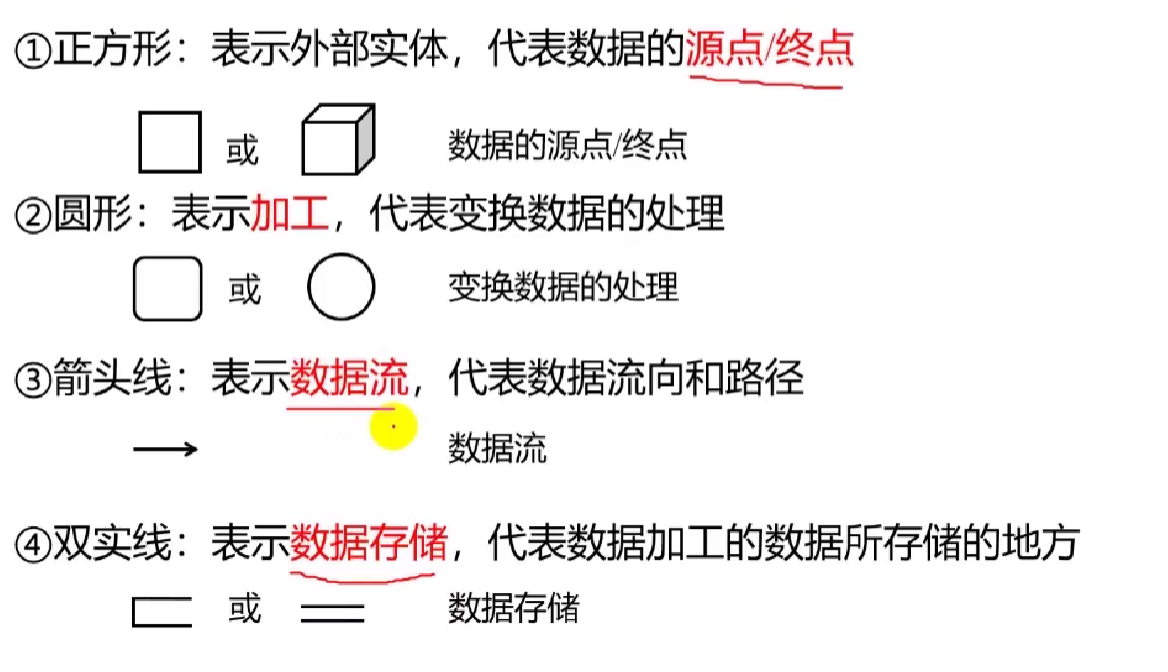 ①正方形：表示外部实体，代表数据的源点/终点
或 数据的源点/终点
②圆形：表示加工，代表变换数据的处理
或 变换数据的处理
③箭头线：表示数据流，代表数据流向和路径
数据流
④双实线：表示数据存储，代表数据加工的数据所存储的地方
或 数据存储